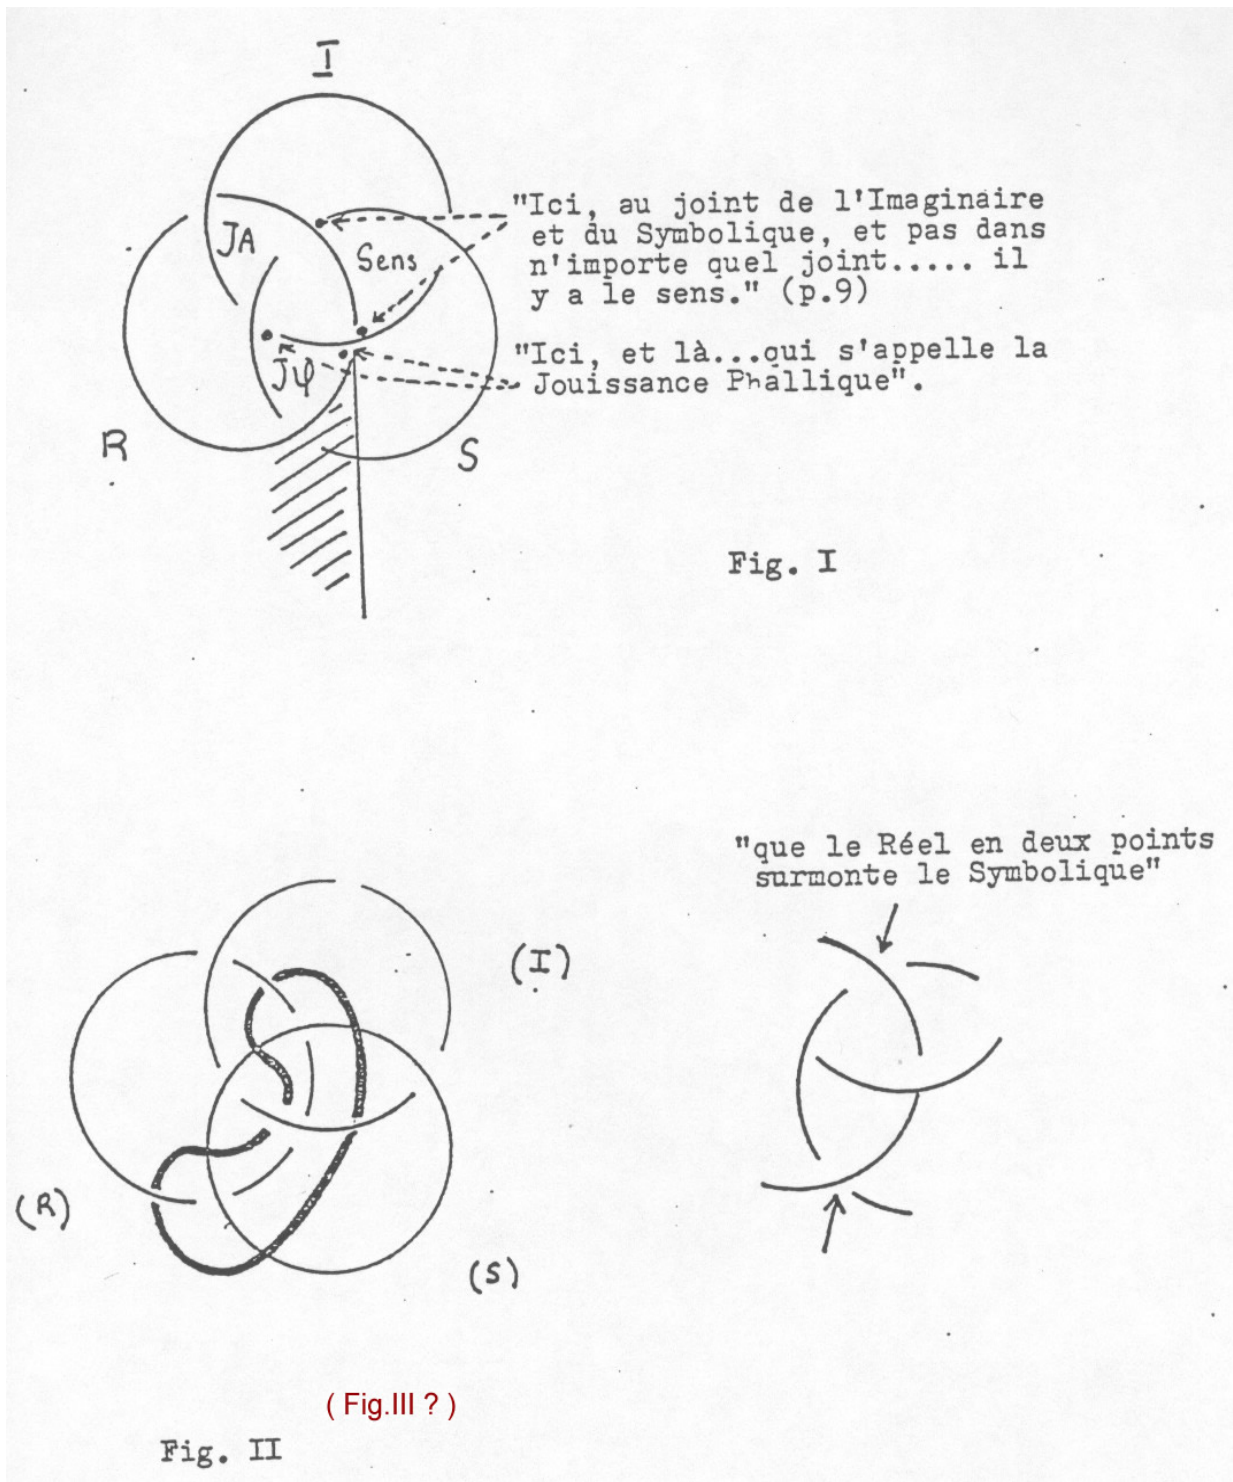 I
"Ici, au joint de l'Imaginaire
et du Symbolique, et pas dans
n'importe quel joint..... il
y a le sens." (p.9)
JA
Sens
"Ici, et là...qui s'appelle la
Jouissance Phallique".
Jφ
R
S
Fig. I
"que le Réel en deux points
surmonte le Symbolique"
(I)
(R)
(S)
( Fig.III ? )
Fig. II